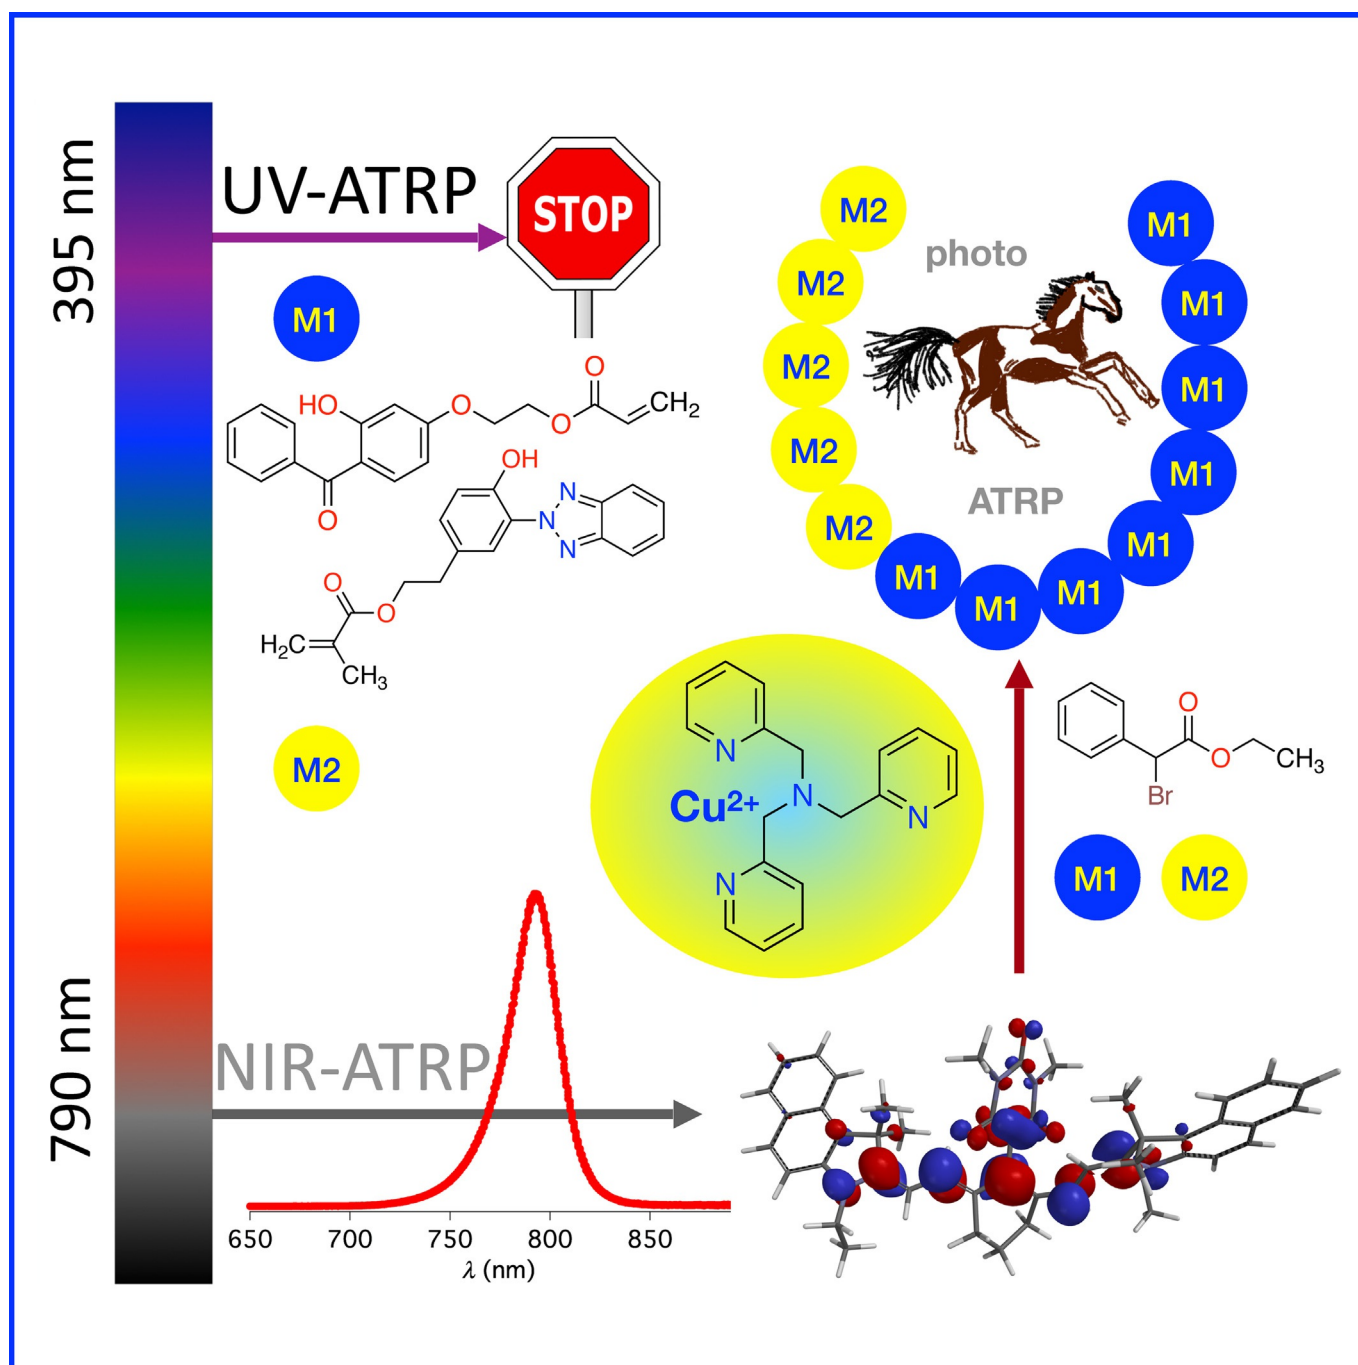 395 nm
UV-ATRP
STOP
M1
HO
O
O
O
CH₂
O
OH
N
N
N
O
O
H₂C
CH₃
M2
790 nm
NIR-ATRP
650 700 750 800 850
λ (nm)
M2
M2
M2
M2
M2
M1
M1
M1
M1
M1
M1
M1
M1
photo
ATRP
N
Cu²⁺
N
N
N
O
O
CH₃
Br
M1
M2